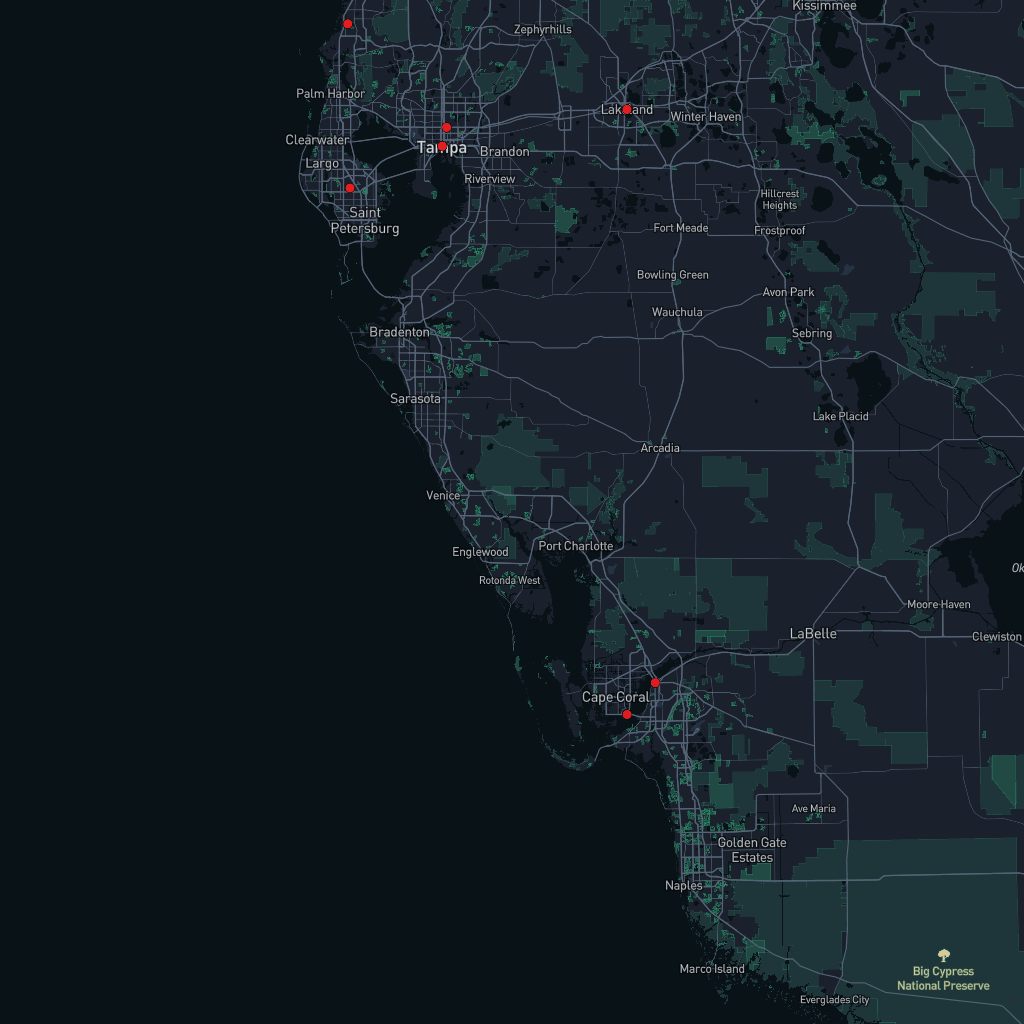 Kissimmee
Zephyrhills
Palm Harbor
Lakeland
Winter Haven
Clearwater
Tampa
Brandon
Largo
Riverview
Hillcrest
Heights
Saint
Petersburg
Fort Meade
Frostproof
Bowling Green
Avon Park
Wauchula
Bradenton
Sebring
Sarasota
Lake Placid
Arcadia
Venice
Port Charlotte
Englewood
Ok
Rotonda West
Moore Haven
LaBelle
Clewiston
Cape Coral
Ave Maria
Golden Gate
Estates
Naples
Marco Island
Big Cypress
National Preserve
Everglades City